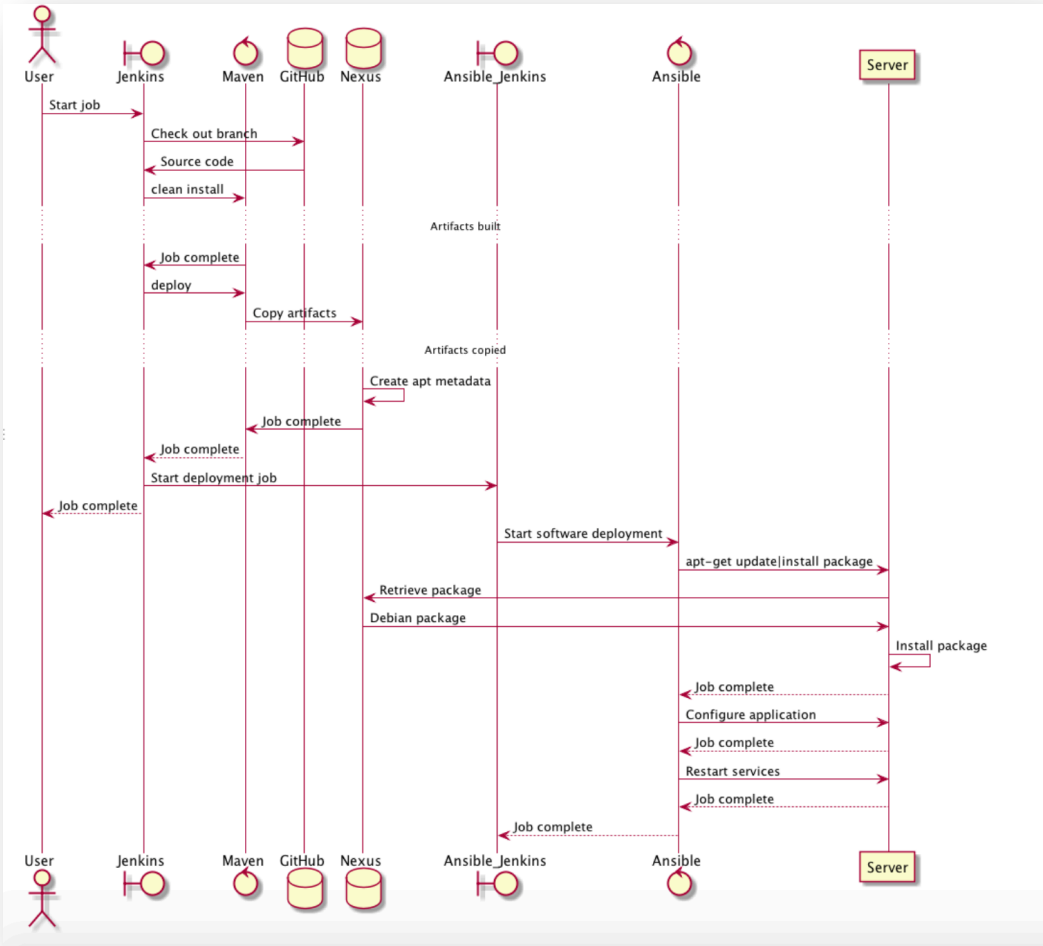 User Jenkins Maven GitHub Nexus Ansible_Jenkins Ansible Server
Start job
Check out branch
Source code
clean install
Artifacts built
Job complete
deploy
Copy artifacts
Artifacts copied
Create apt metadata
Job complete
Job complete
Start deployment job
Job complete
Start software deployment
apt-get update|install package
Retrieve package
Debian package
Install package
Job complete
Configure application
Job complete
Restart services
Job complete
Job complete
User Jenkins Maven GitHub Nexus Ansible_Jenkins Ansible Server